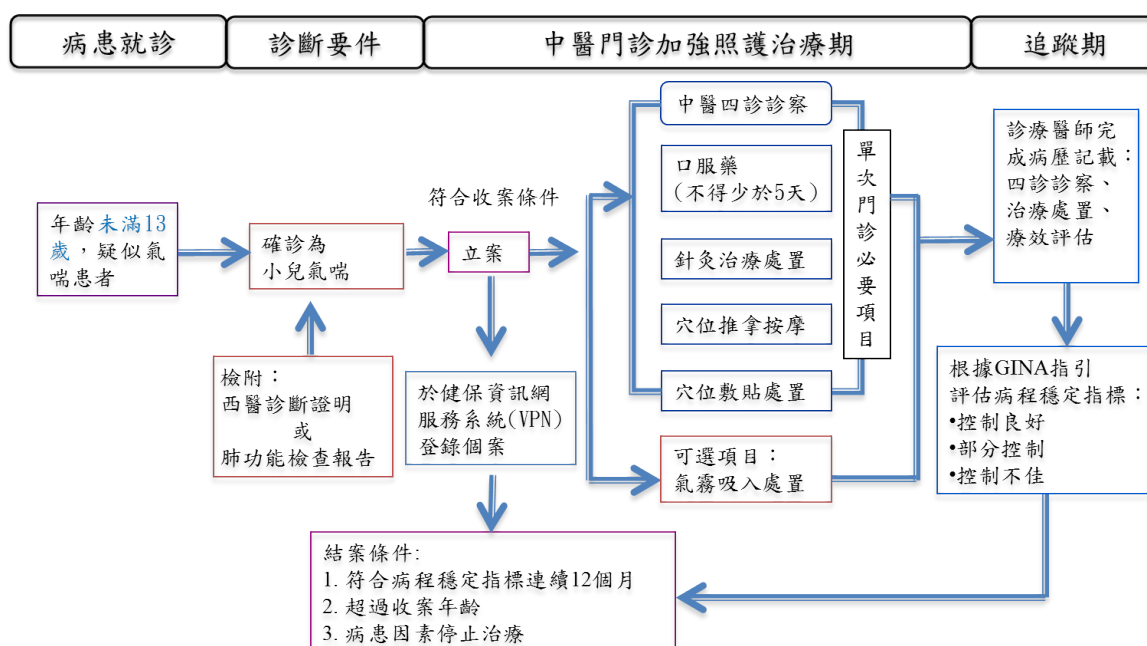 病患就診
診斷要件
中醫門診加強照護治療期
追蹤期
年齡未滿13
歲，疑似氣
喘患者
確診為
小兒氣喘
檢附：
西醫診斷證明
或
肺功能檢查報告
符合收案條件
立案
於健保資訊網
服務系統(VPN)
登錄個案
中醫四診診察
口服藥
(不得少於5天)
針灸治療處置
穴位推拿按摩
穴位敷貼處置
單次門診必要項目
可選項目：
氣霧吸入處置
診療醫師完
成病歷記載：
四診診察、
治療處置、
療效評估
根據GINA指引
評估病程穩定指標：
•控制良好
•部分控制
•控制不佳
結案條件:
1. 符合病程穩定指標連續12個月
2. 超過收案年齡
3. 病患因素停止治療